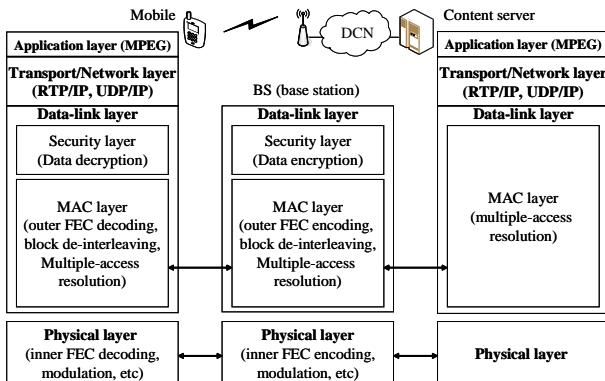 Mobile
DCN
Content server
Application layer (MPEG)
Transport/Network layer
(RTP/IP, UDP/IP)
Data-link layer
Security layer
(Data decryption)
MAC layer
(outer FEC decoding,
block de-interleaving,
Multiple-access
resolution)
Physical layer
(inner FEC decoding,
modulation, etc)
BS (base station)
Data-link layer
Security layer
(Data encryption)
MAC layer
(outer FEC encoding,
block de-interleaving,
Multiple-access
resolution)
Physical layer
(inner FEC encoding,
modulation, etc)
Application layer (MPEG)
Transport/Network layer
(RTP/IP, UDP/IP)
Data-link layer
MAC layer
(multiple-access
resolution)
Physical layer